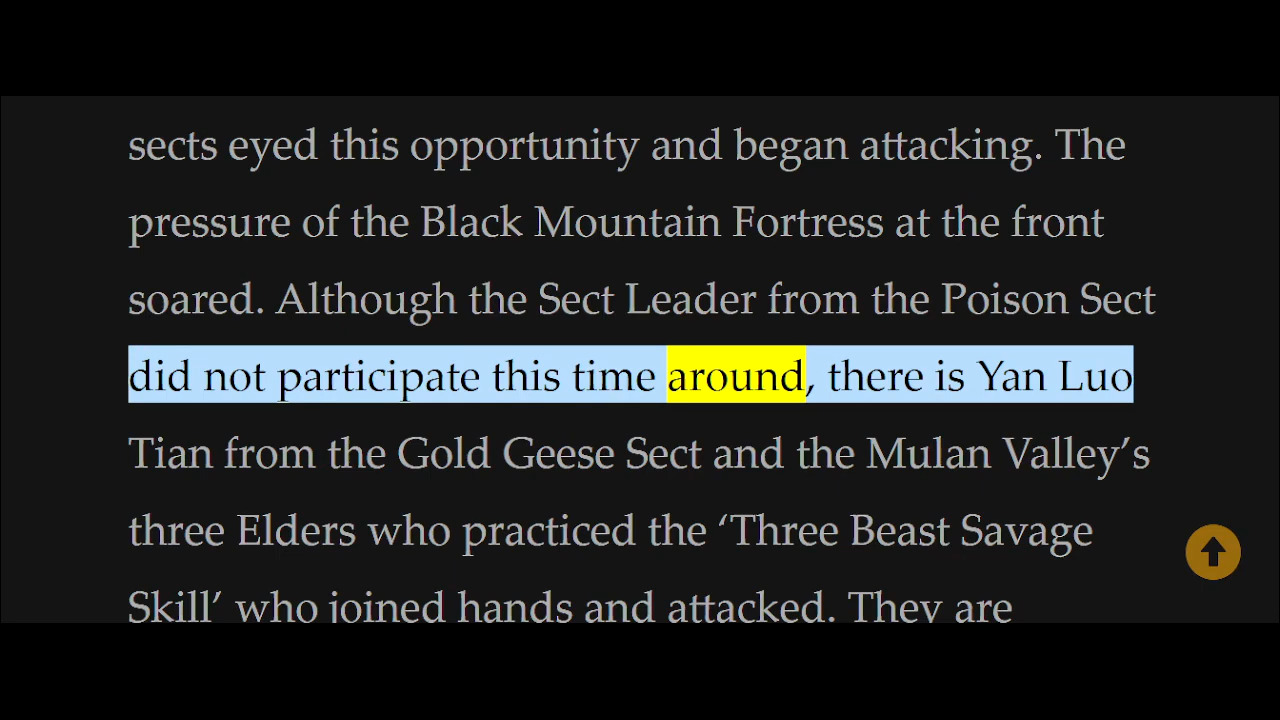 sects eyed this opportunity and began attacking. The
pressure of the Black Mountain Fortress at the front
soared. Although the Sect Leader from the Poison Sect
did not participate this time around, there is Yan Luo
Tian from the Gold Geese Sect and the Mulan Valley’s
three Elders who practiced the ‘Three Beast Savage
Skill’ who joined hands and attacked. They are